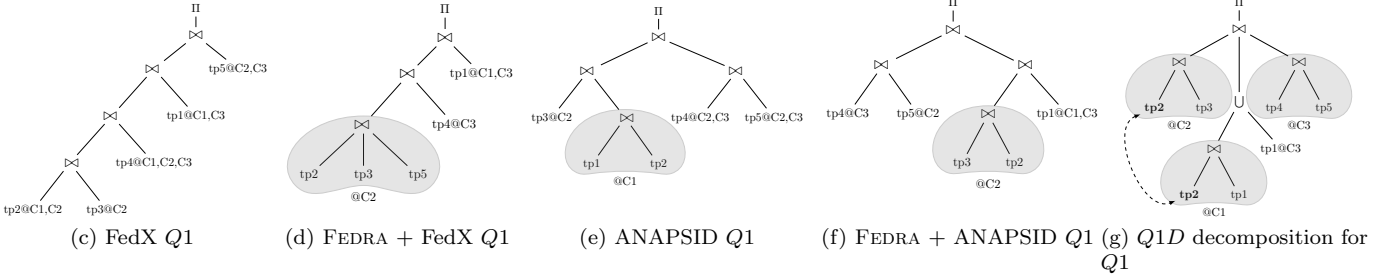 Π
⋈
⋈ tp5@C2,C3
⋈ tp1@C1,C3
⋈ tp4@C1,C2,C3
tp2@C1,C2 tp3@C2
(c) FedX Q1
Π
⋈
⋈ tp1@C1,C3
⋈ tp4@C3
tp2 tp3 tp5
@C2
(d) FEDRA + FedX Q1
Π
⋈
⋈ ⋈
tp3@C2 ⋈ tp4@C2,C3 tp5@C2,C3
tp1 tp2
@C1
(e) ANAPSID Q1
Π
⋈
⋈ ⋈
tp4@C3 tp5@C2 ⋈ tp1@C1,C3
tp3 tp2
@C2
(f) FEDRA + ANAPSID Q1
Π
⋈
⋈ ⋈
tp2 tp3 ∪ tp4 tp5
@C2 @C3
⋈ tp1@C3
tp2 tp1
@C1
(g) Q1D decomposition for
Q1